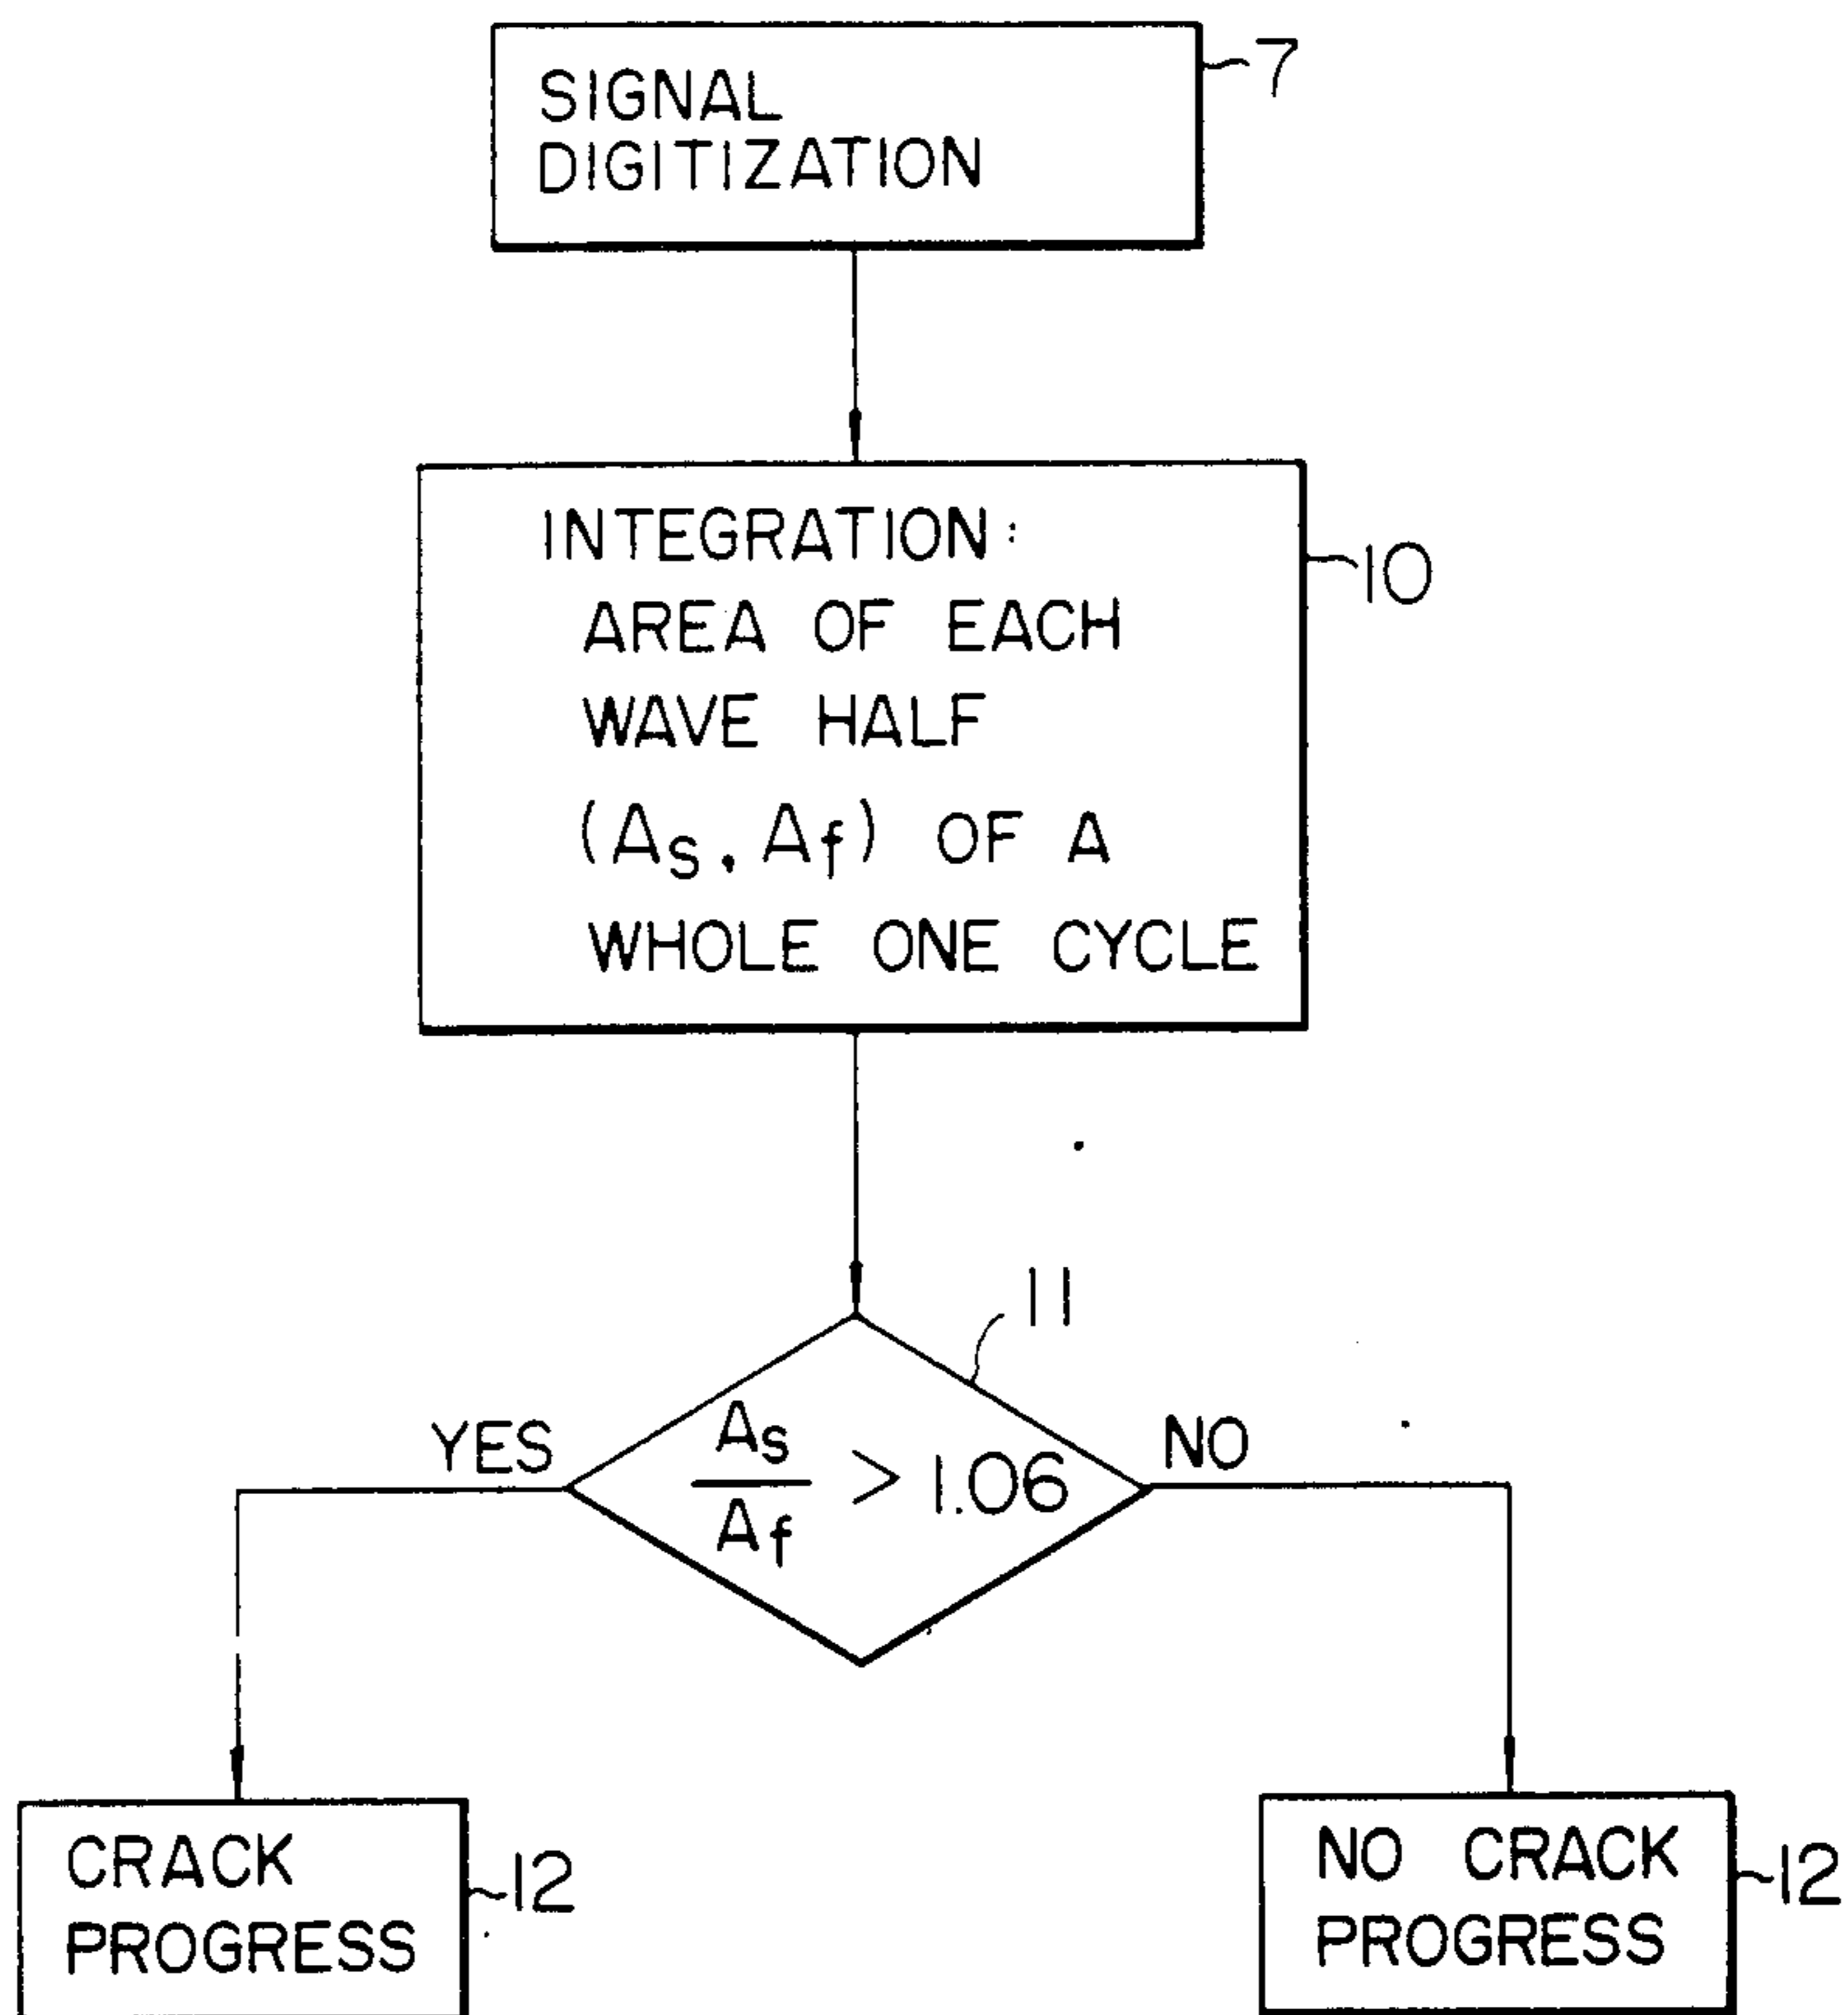 SIGNAL
DIGITIZATION
7
INTEGRATION:
AREA OF EACH
WAVE HALF
(As, Af) OF A
WHOLE ONE CYCLE
10
11
YES
As
Af
> 1.06
NO
CRACK
PROGRESS
12
NO CRACK
PROGRESS
12